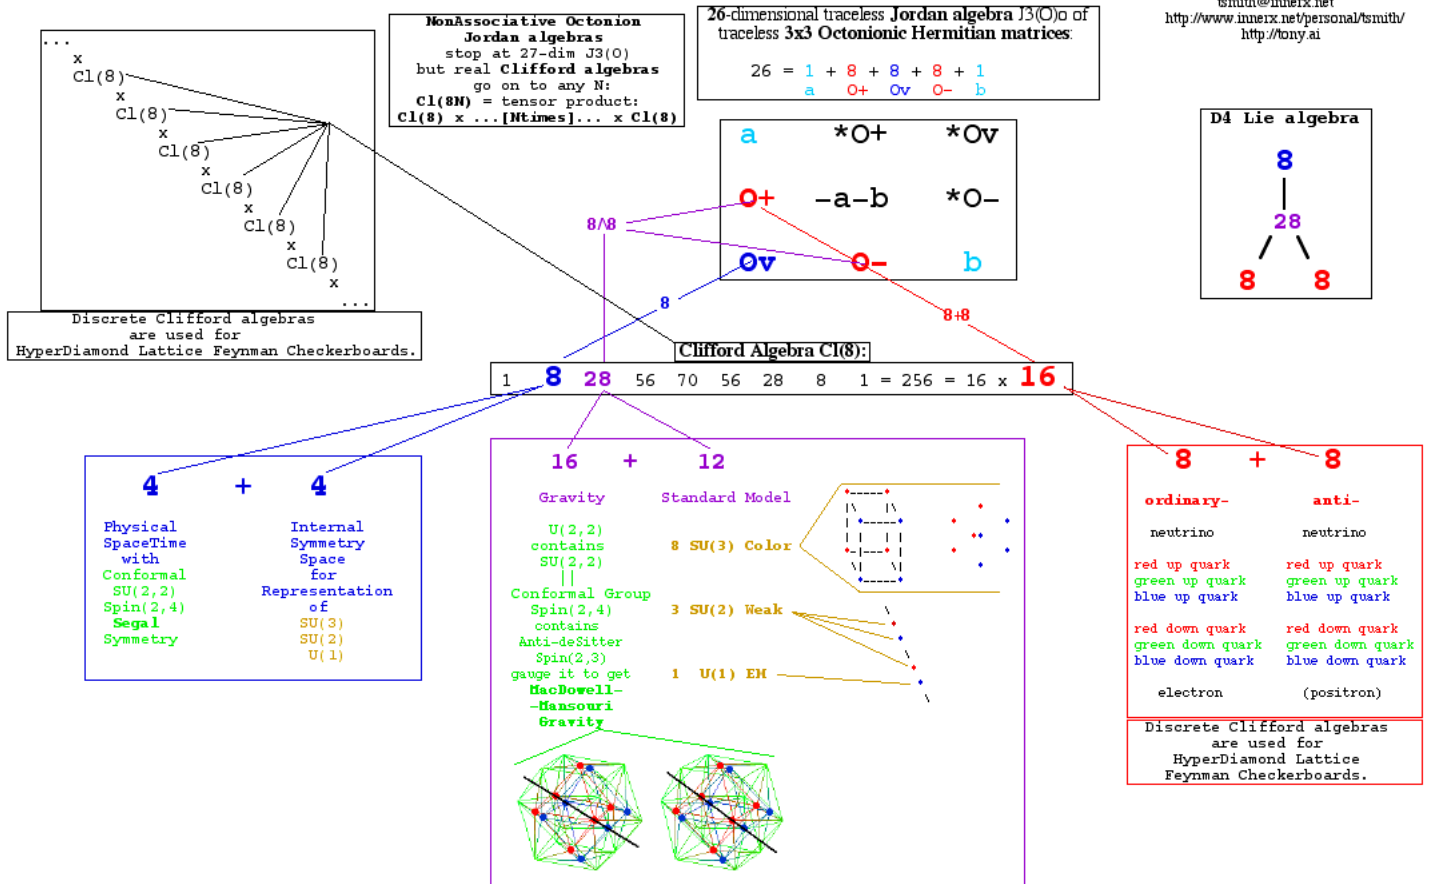 NonAssociative Octonion
Jordan algebras
stop at 27-dim J3(O)
but real Clifford algebras
go on to any N:
Cl(8N) = tensor product:
Cl(8) x ...[Ntimes]... x Cl(8)
26-dimensional traceless Jordan algebra J3(O)o of
traceless 3x3 Octonionic Hermitian matrices:
26 = 1 + 8 + 8 + 8 + 1
a O+ Ov O- b
tsmith@innerx.net
http://www.innerx.net/personal/tsmith/
http://tony.ai
...
x
Cl(8)
x
Cl(8)
x
Cl(8)
x
Cl(8)
x
Cl(8)
x
Cl(8)
x
...
Discrete Clifford algebras
are used for
HyperDiamond Lattice Feynman Checkerboards.
a *O+ *Ov
O+ -a-b *O-
Ov O- b
8/\8
8
8+8
D4 Lie algebra
8
28
8 8
Clifford Algebra Cl(8):
1 8 28 56 70 56 28 8 1 = 256 = 16 x 16
4 + 4
Physical
SpaceTime
with
Conformal
SU(2,2)
Spin(2,4)
Segal
Symmetry
Internal
Symmetry
Space
for
Representation
of
SU(3)
SU(2)
U(1)
16 + 12
Gravity
U(2,2)
contains
SU(2,2)
||
Conformal Group
Spin(2,4)
contains
Anti-deSitter
Spin(2,3)
gauge it to get
MacDowell-
-Mansouri
Gravity
Standard Model
8 SU(3) Color
3 SU(2) Weak
1 U(1) EM
8 + 8
ordinary-
neutrino
red up quark
green up quark
blue up quark
red down quark
green down quark
blue down quark
electron
anti-
neutrino
red up quark
green up quark
blue up quark
red down quark
green down quark
blue down quark
(positron)
Discrete Clifford algebras
are used for
HyperDiamond Lattice
Feynman Checkerboards.